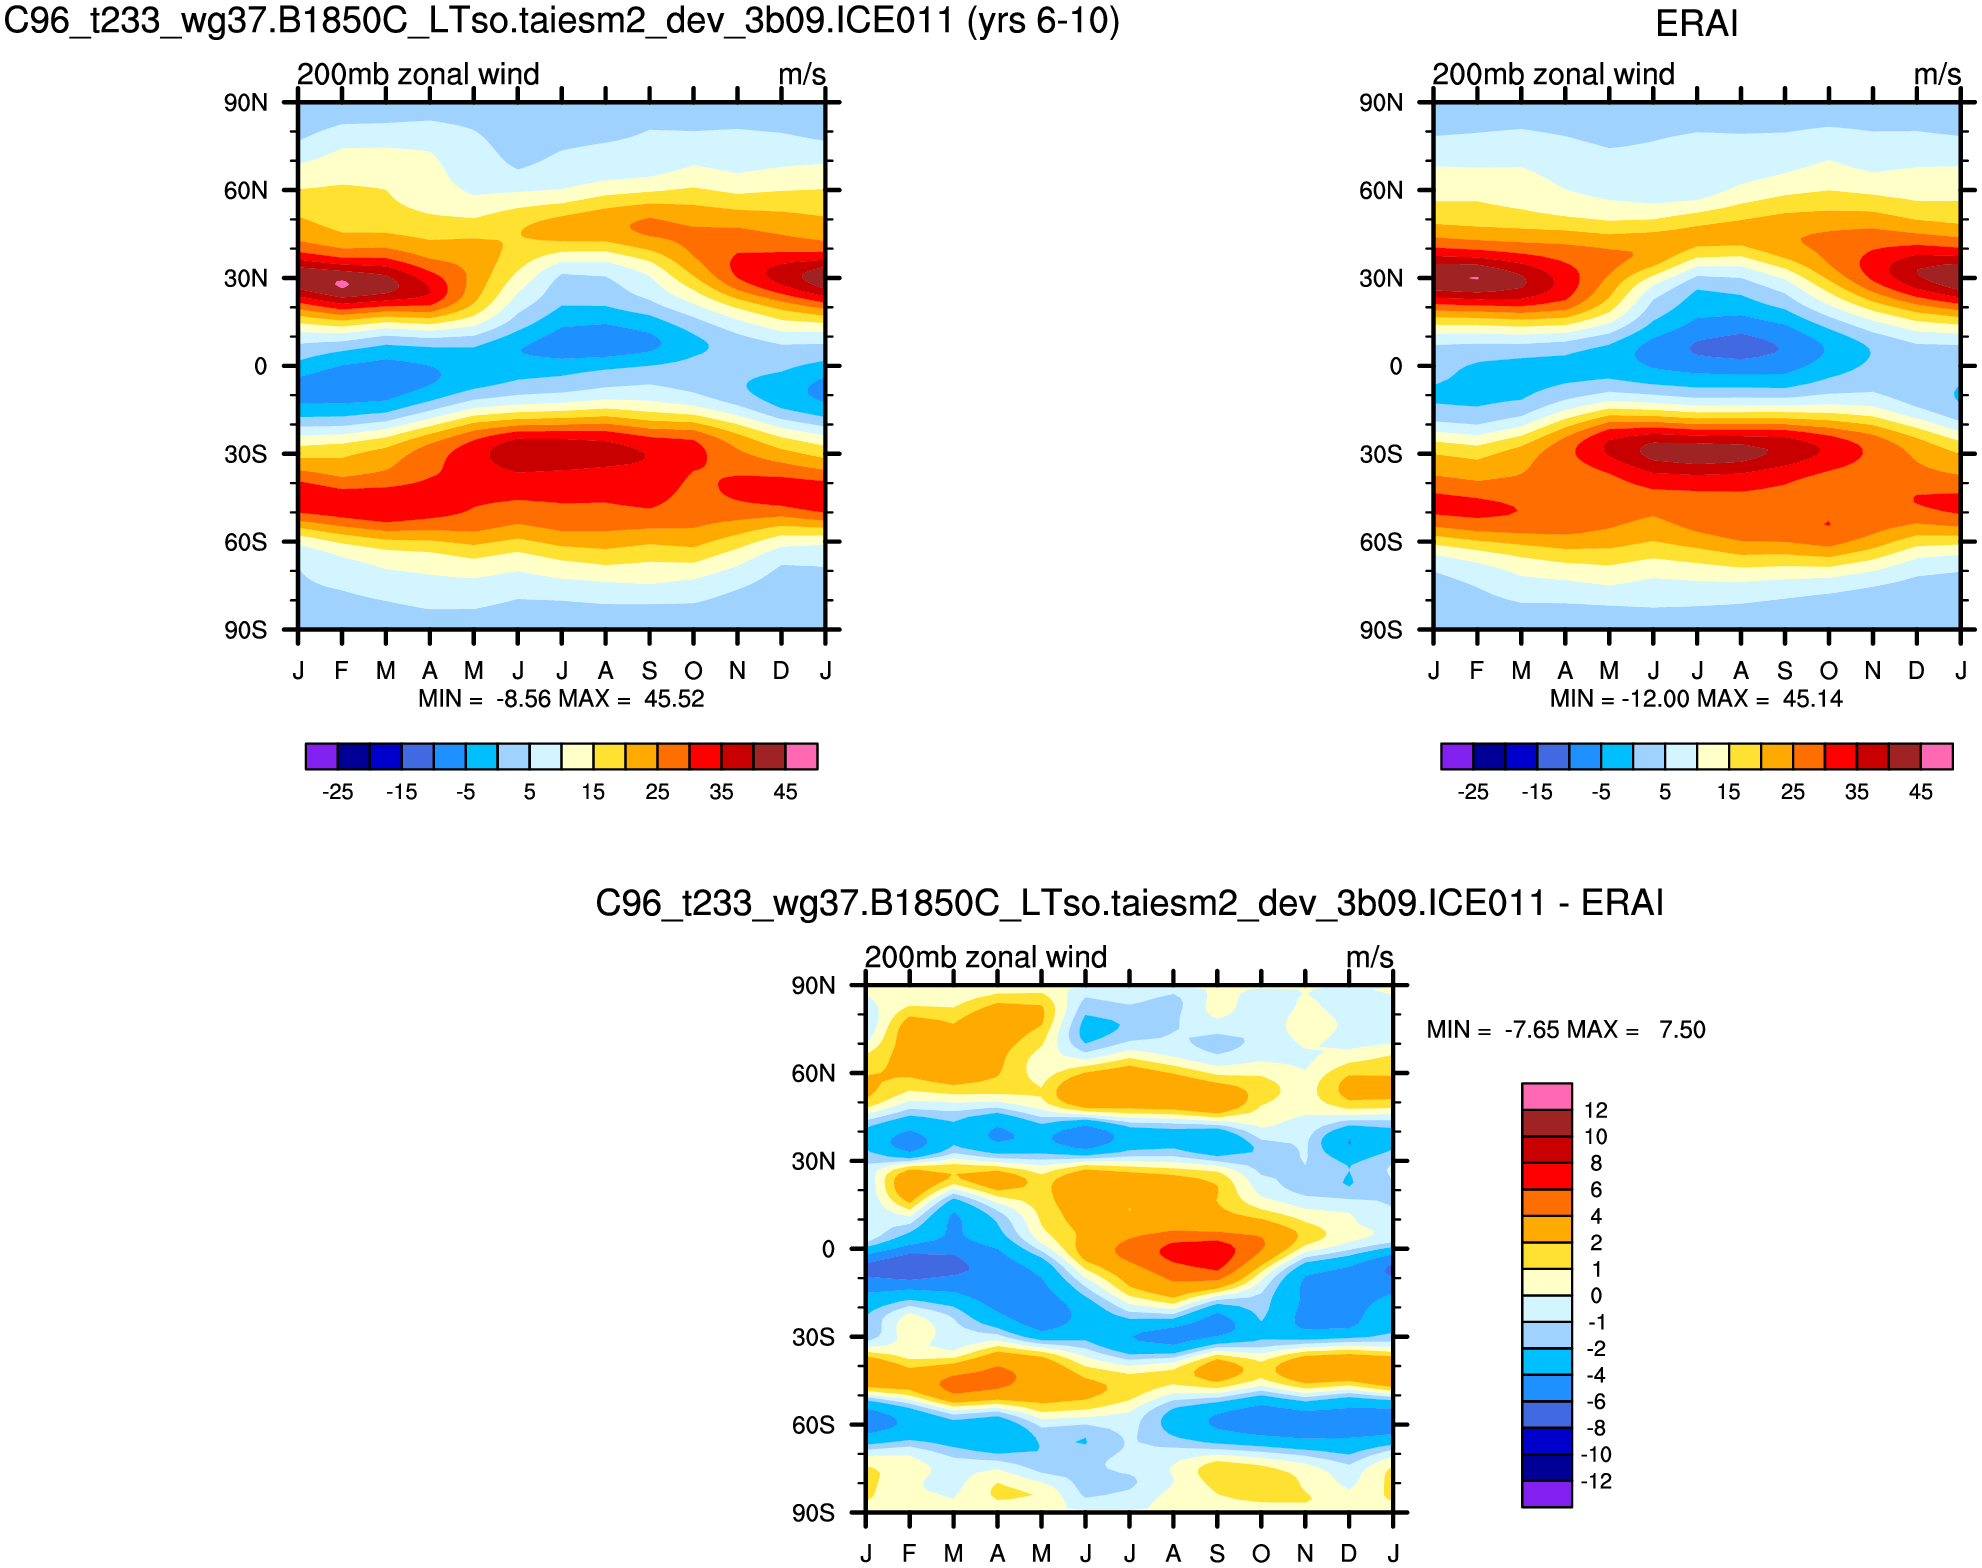 C96_t233_wg37.B1850C_LTso.taiesm2_dev_3b09.ICE011 (yrs 6-10)
ERAI
200mb zonal wind m/s
200mb zonal wind m/s
90N
60N
30N
0
30S
60S
90S
J F M A M J J A S O N D J
MIN = -8.56 MAX = 45.52
-25 -15 -5 5 15 25 35 45
90N
60N
30N
0
30S
60S
90S
J F M A M J J A S O N D J
MIN = -12.00 MAX = 45.14
-25 -15 -5 5 15 25 35 45
C96_t233_wg37.B1850C_LTso.taiesm2_dev_3b09.ICE011 - ERAI
200mb zonal wind m/s
90N
60N
30N
0
30S
60S
90S
J F M A M J J A S O N D J
MIN = -7.65 MAX = 7.50
12
10
8
6
4
2
1
0
-1
-2
-4
-6
-8
-10
-12